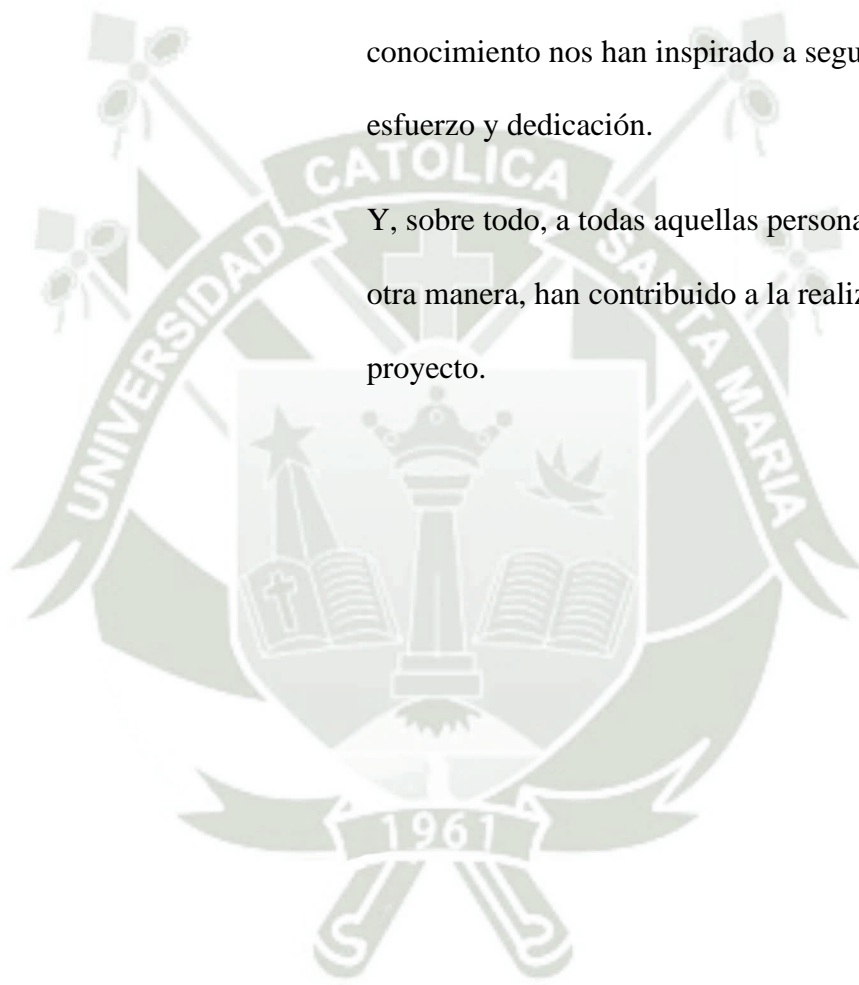 conocimiento nos han inspirado a segu
esfuerzo y dedicación.
Y, sobre todo, a todas aquellas persona
otra manera, han contribuido a la realiz
proyecto.
UNIVERSIDAD CATOLICA SANTA MARIA
1961